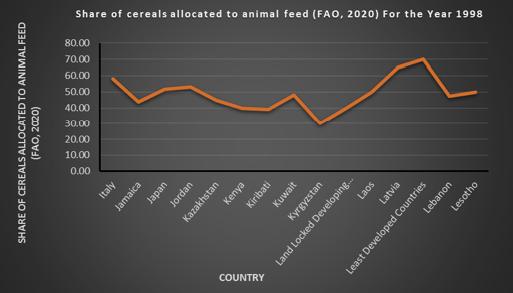 Share of cereals allocated to animal feed (FAO, 2020) For the Year 1998
SHARE OF CEREALS ALLOCATED TO ANIMAL FEED
(FAO, 2020)
80.00
70.00
60.00
50.00
40.00
30.00
20.00
10.00
0.00
Italy
Jamaica
Japan
Jordan
Kazakhstan
Kenya
Kiribati
Kuwait
Kyrgyzstan
Land Locked Developing...
Laos
Latvia
Least Developed Countries
Lebanon
Lesotho
COUNTRY